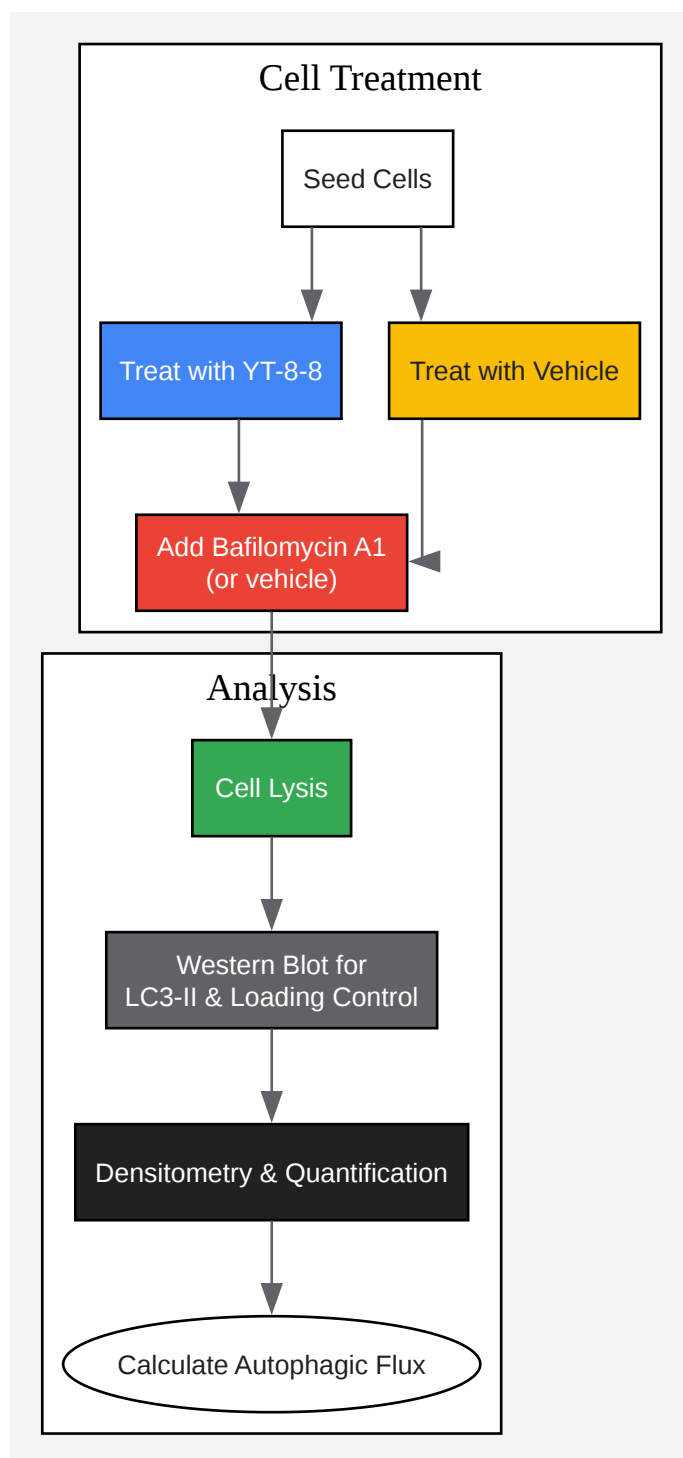 Cell Treatment
Seed Cells
Treat with YT-8-8
Treat with Vehicle
Add Bafilomycin A1
(or vehicle)
Analysis
Cell Lysis
Western Blot for
LC3-II & Loading Control
Densitometry & Quantification
Calculate Autophagic Flux